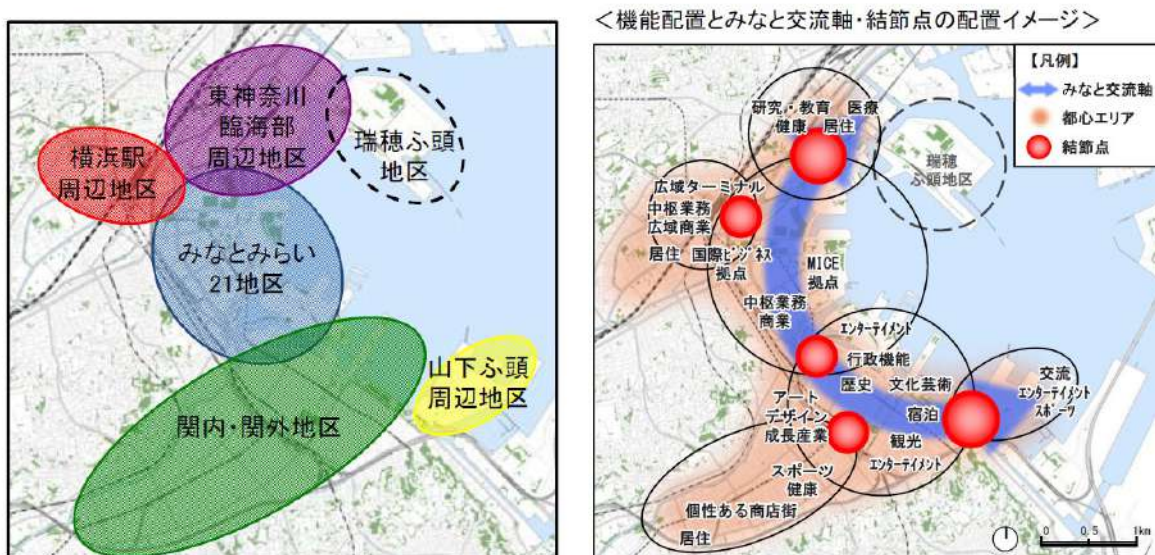 東神奈川
臨海部
周辺地区
瑞穂ふ頭
地区
横浜駅
周辺地区
みなとみらい
21地区
山下ふ頭
周辺地区
関内・関外地区
＜機能配置とみなと交流軸・結節点の配置イメージ＞
【凡例】
みなと交流軸
都心エリア
結節点
研究・教育 医療
健康 居住
瑞穂
ふ頭地区
広域ターミナル
中枢業務
広域商業
居住 国際ビジネス
拠点
MICE
拠点
中枢業務
商業
エンターテイメント
行政機能
歴史 文化芸術
交流
エンターテイメント
スポーツ
アート
デザイン
成長産業
宿泊
観光
エンターテイメント
スポーツ
健康
個性ある商店街
居住
0 0.5 1km